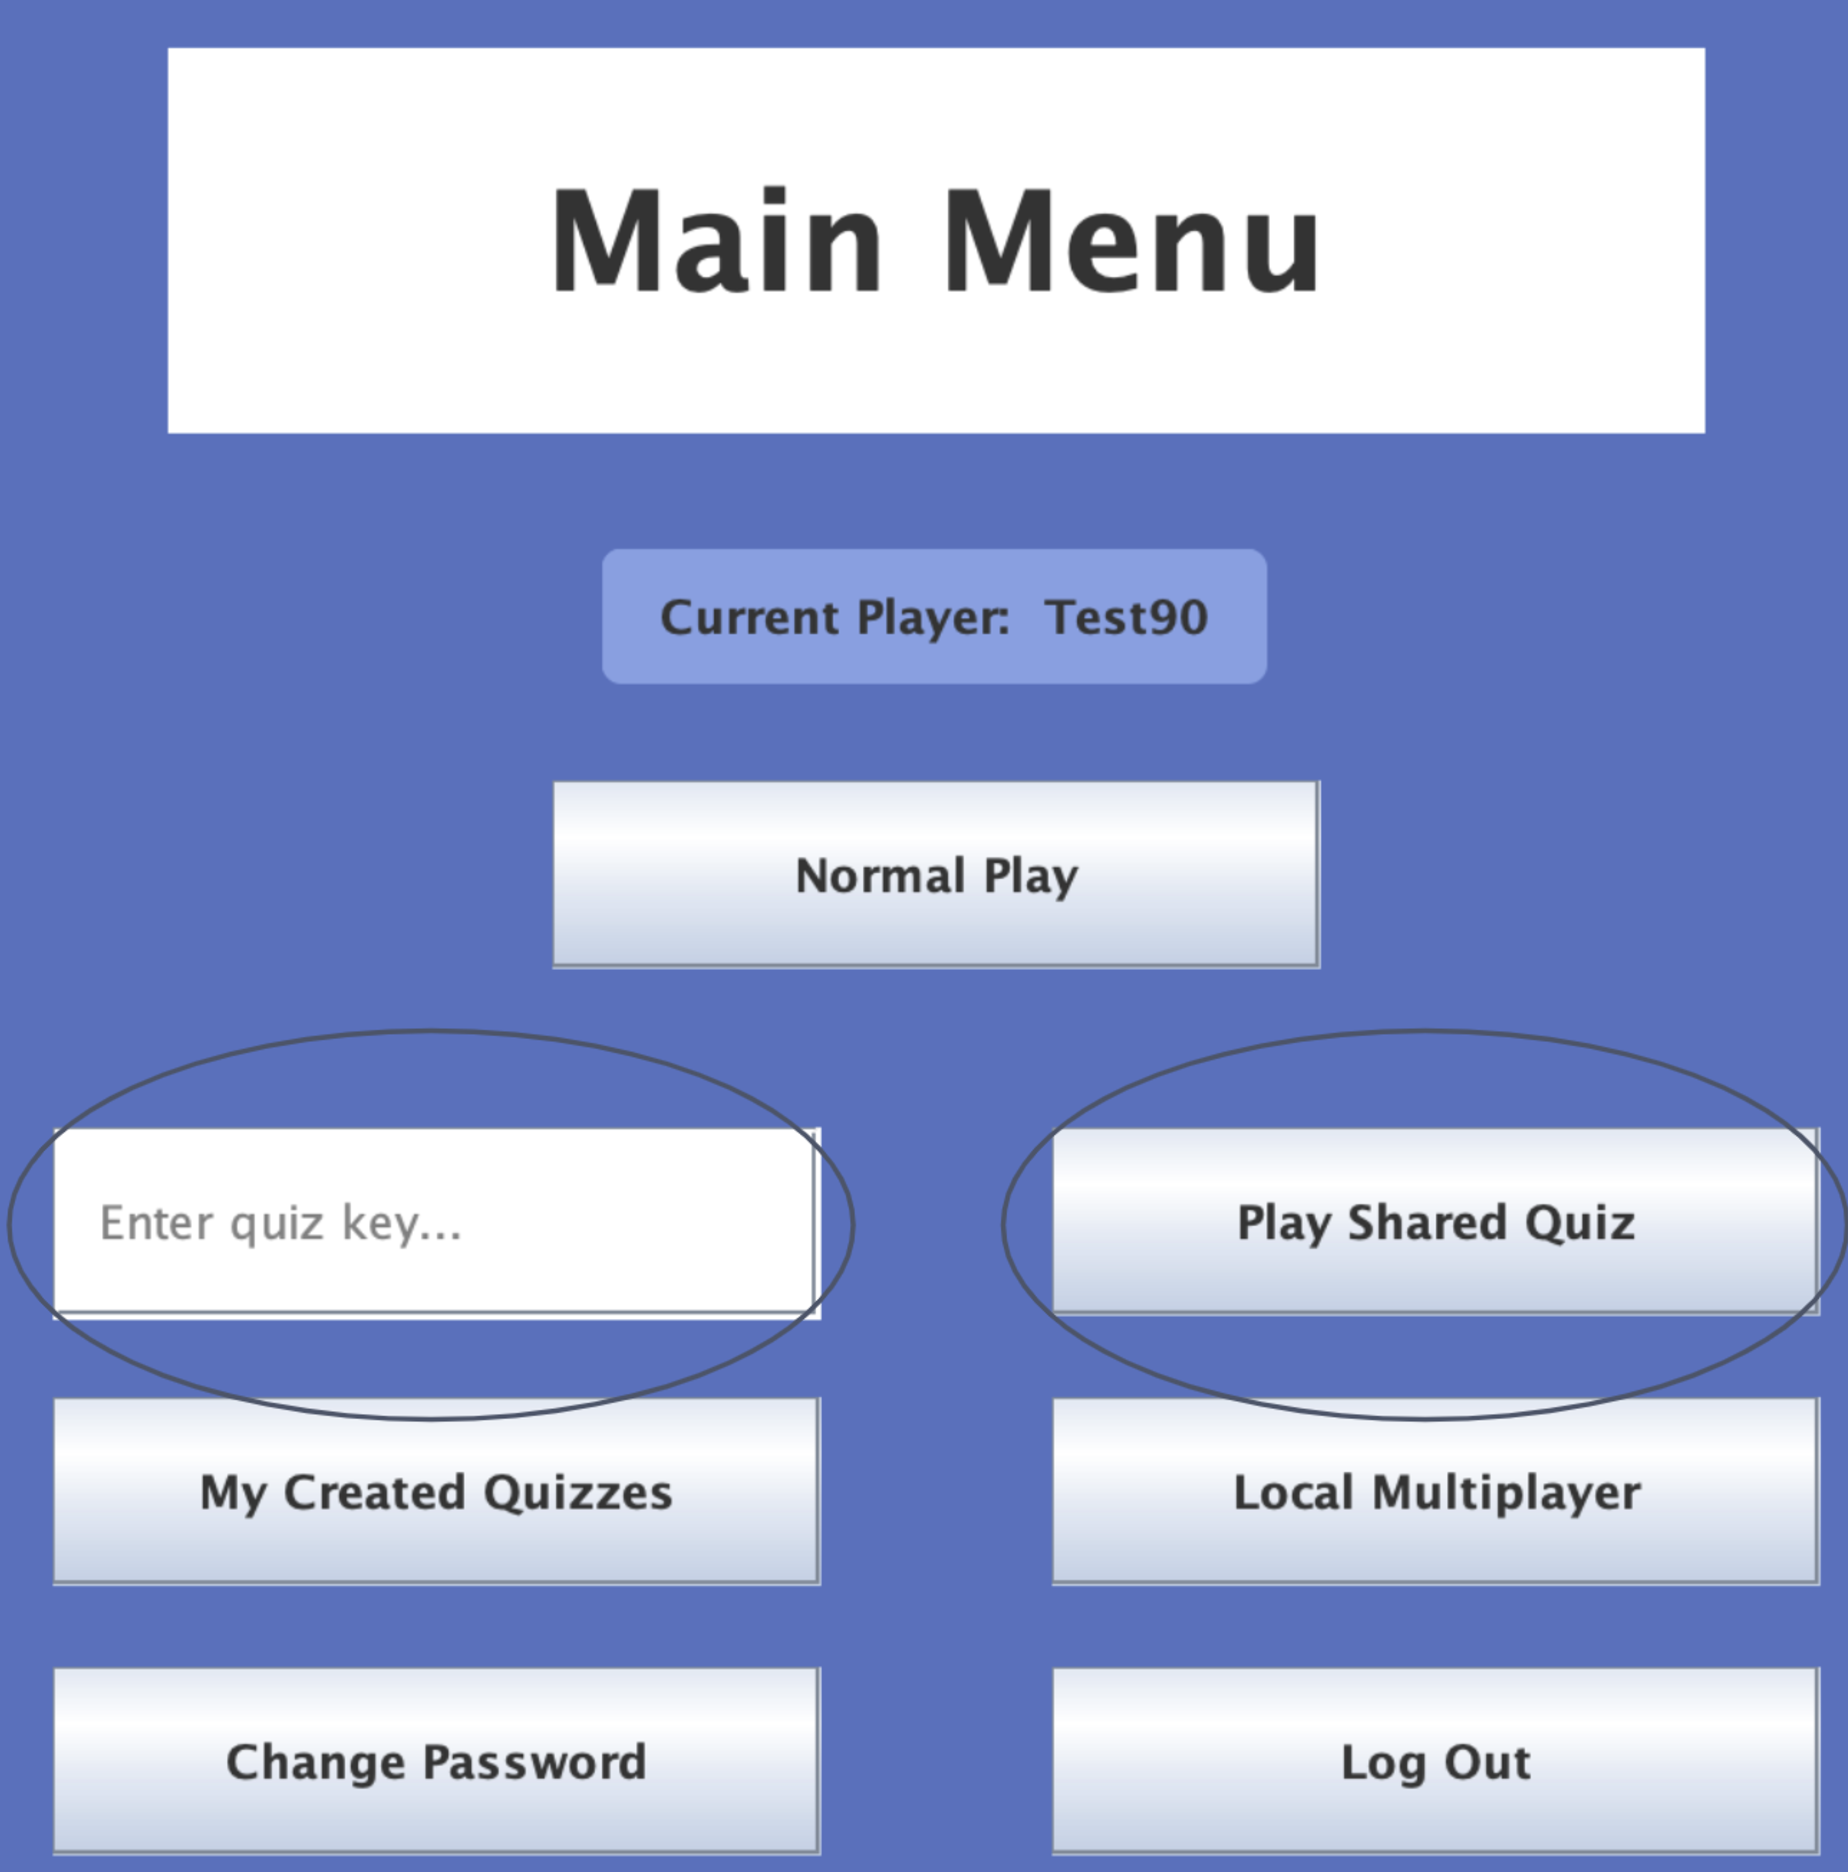 Main Menu
Current Player: Test90
Normal Play
Enter quiz key...
Play Shared Quiz
My Created Quizzes
Local Multiplayer
Change Password
Log Out